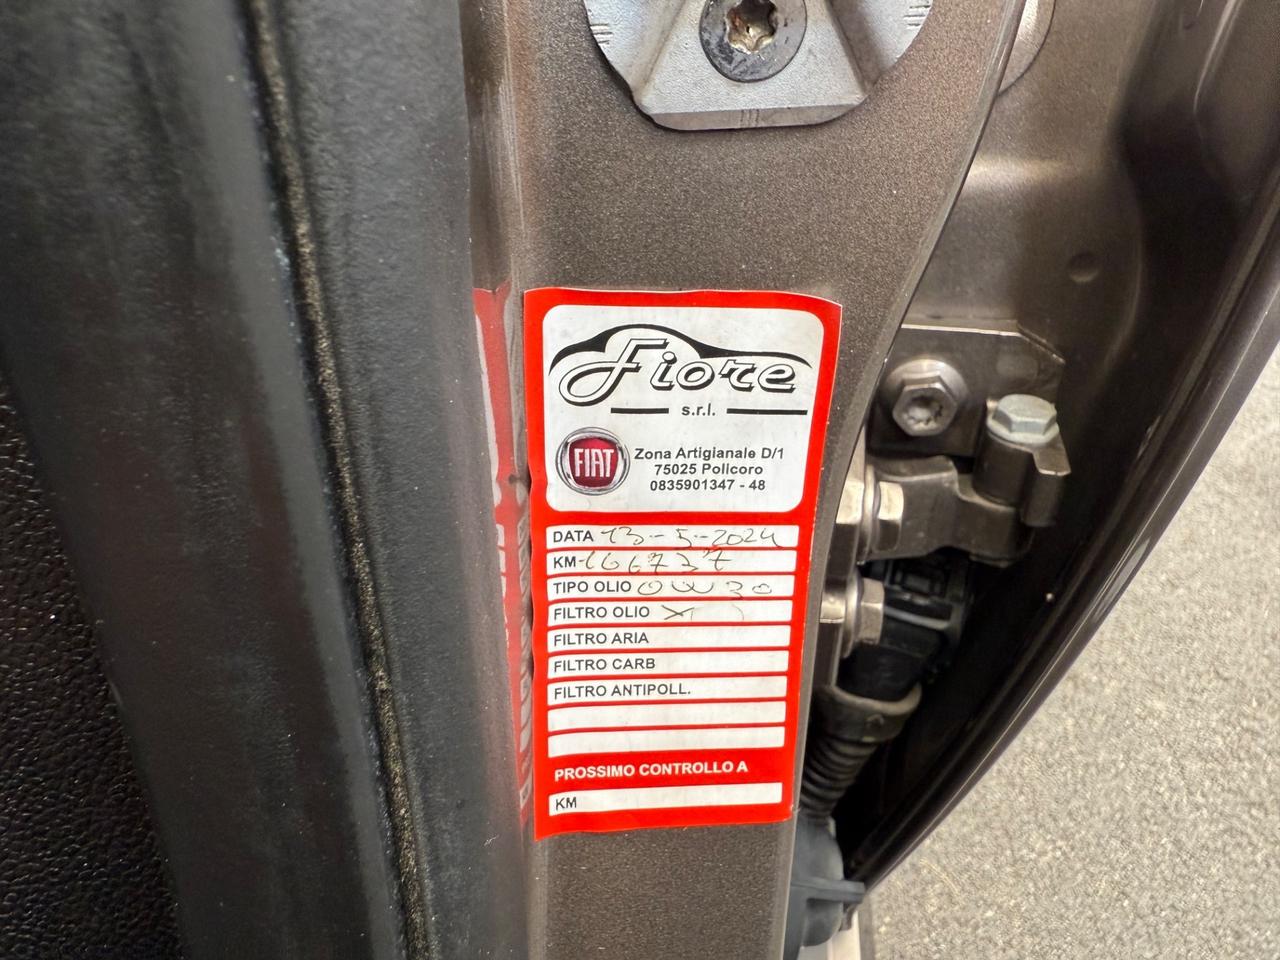 Fiore
s.r.l.
FIAT
Zona Artigianale D/1
75025 Policoro
0835901347 - 48
DATA 13-5-2024
KM 166737
TIPO OLIO 0W30
FILTRO OLIO X
FILTRO ARIA
FILTRO CARB
FILTRO ANTIPOLL.
PROSSIMO CONTROLLO A
KM